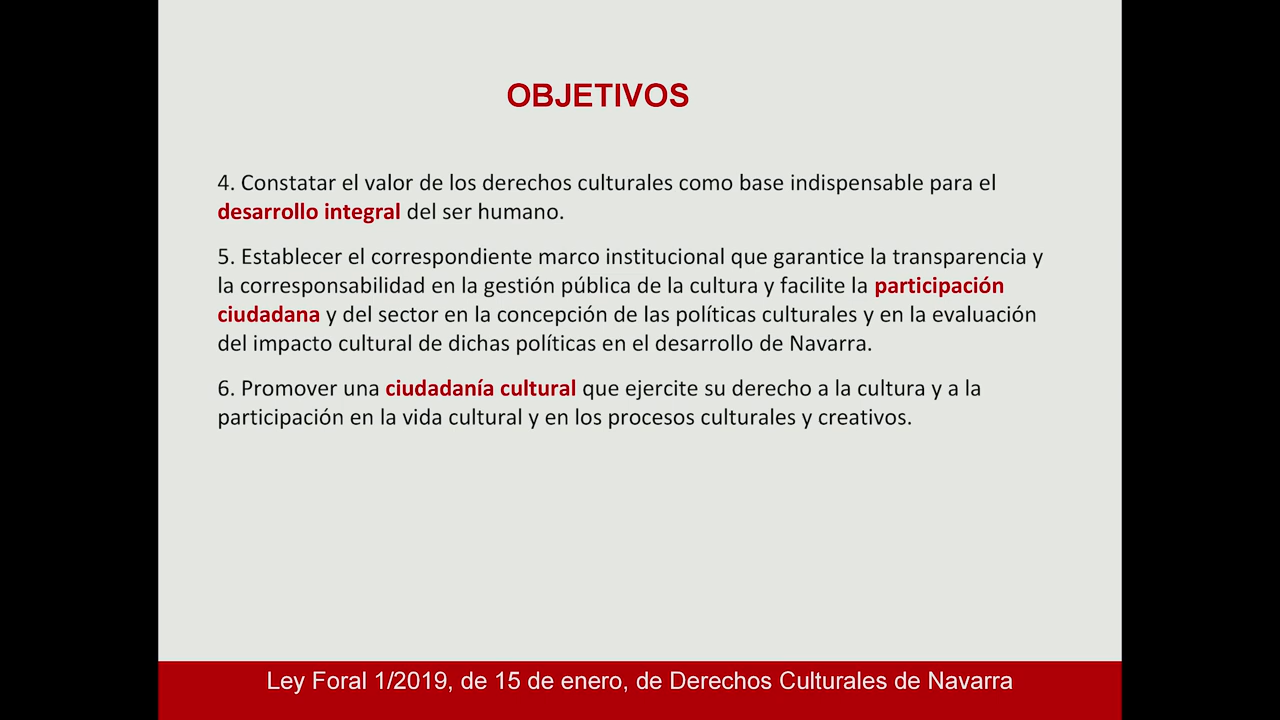 OBJETIVOS
4. Constatar el valor de los derechos culturales como base indispensable para el
desarrollo integral del ser humano.
5. Establecer el correspondiente marco institucional que garantice la transparencia y
la corresponsabilidad en la gestión pública de la cultura y facilite la participación
ciudadana y del sector en la concepción de las políticas culturales y en la evaluación
del impacto cultural de dichas políticas en el desarrollo de Navarra.
6. Promover una ciudadanía cultural que ejercite su derecho a la cultura y a la
participación en la vida cultural y en los procesos culturales y creativos.
Ley Foral 1/2019, de 15 de enero, de Derechos Culturales de Navarra